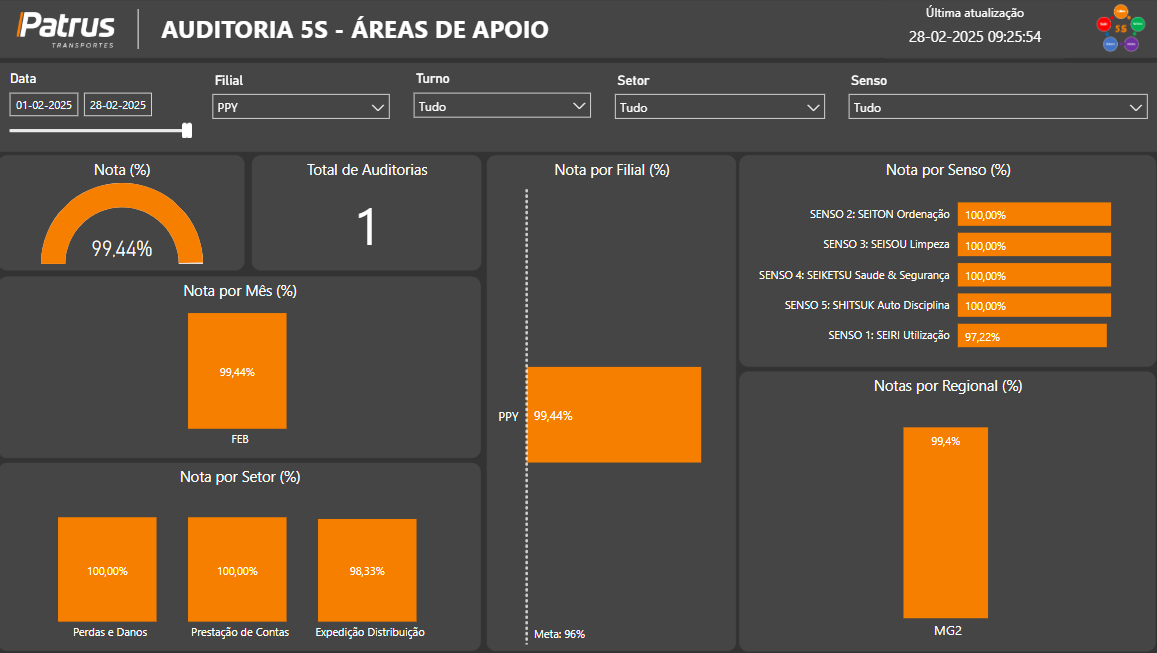 Patrus
TRANSPORTES
AUDITORIA 5S - ÁREAS DE APOIO
Última atualização
28-02-2025 09:25:54
5S
Data
01-02-2025
28-02-2025
Filial
PPY
Turno
Tudo
Setor
Tudo
Senso
Tudo
Nota (%)
99,44%
Total de Auditorias
1
Nota por Mês (%)
99,44%
FEB
Nota por Setor (%)
100,00%
100,00%
98,33%
Perdas e Danos
Prestação de Contas
Expedição Distribuição
Nota por Filial (%)
PPY
99,44%
Meta: 96%
Nota por Senso (%)
SENSO 2: SEITON Ordenação
100,00%
SENSO 3: SEISOU Limpeza
100,00%
SENSO 4: SEIKETSU Saude & Segurança
100,00%
SENSO 5: SHITSUK Auto Disciplina
100,00%
SENSO 1: SEIRI Utilização
97,22%
Notas por Regional (%)
99,4%
MG2